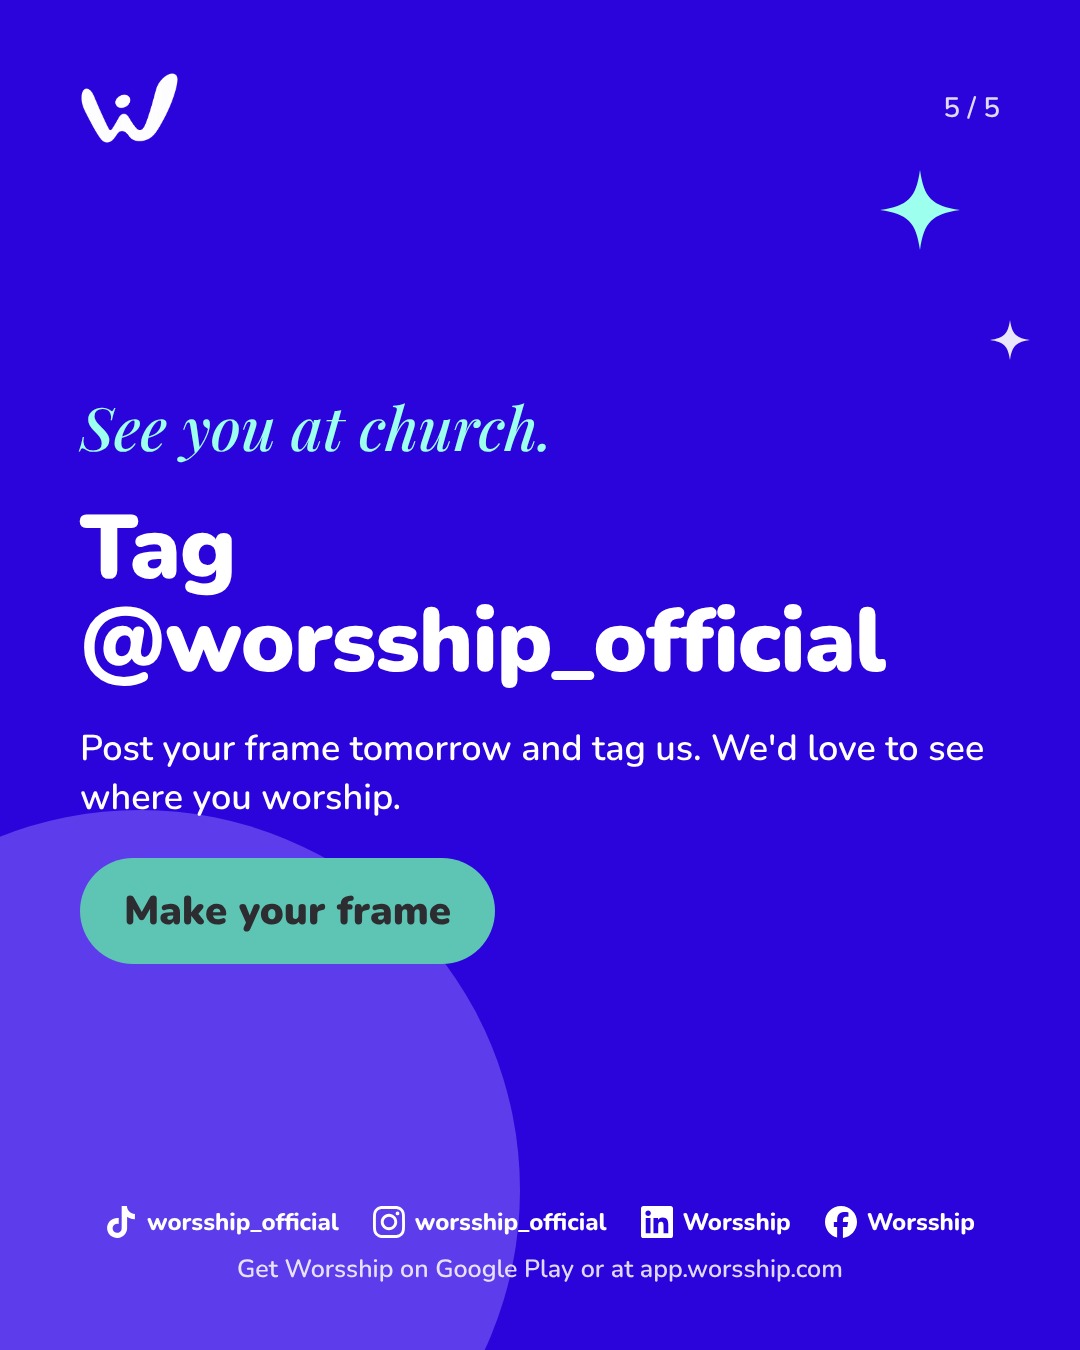 5 / 5
See you at church.
Tag
@worsship_official
Post your frame tomorrow and tag us. We'd love to see
where you worship.
Make your frame
worsship_official worsship_official Worsship Worsship
Get Worsship on Google Play or at app.worsship.com